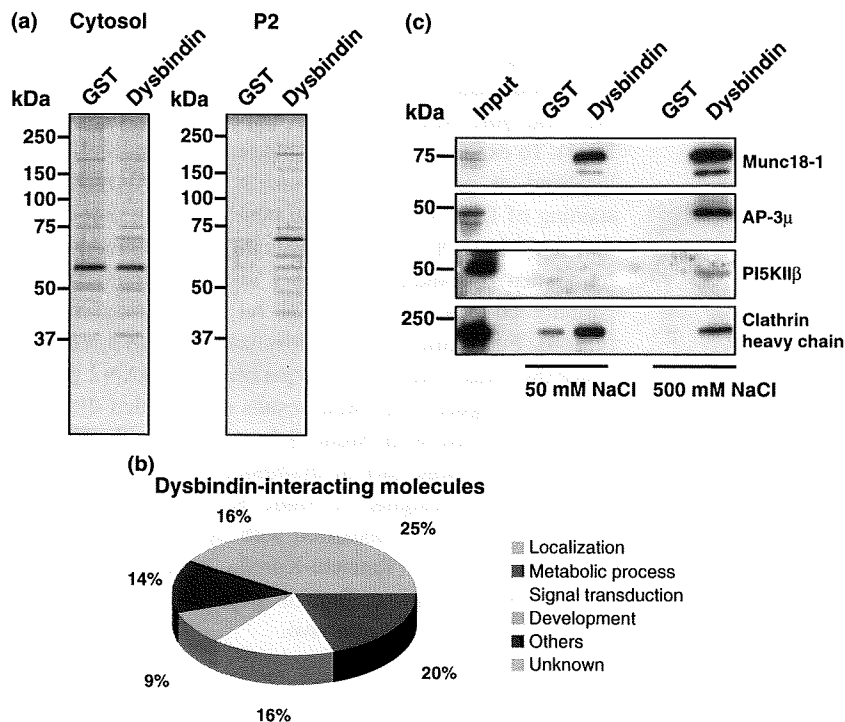 (a) Cytosol P2
kDa GST Dysbindin
250
150
100
75
50
37
kDa GST Dysbindin
250
150
100
75
50
37
(c)
kDa Input GST Dysbindin GST Dysbindin
75 Munc18-1
50 AP-3μ
50 PI5KIIβ
250 Clathrin
heavy chain
50 mM NaCl 500 mM NaCl
(b)
Dysbindin-interacting molecules
16% 25%
14%
9% 20%
16%
Localization
Metabolic process
Signal transduction
Development
Others
Unknown